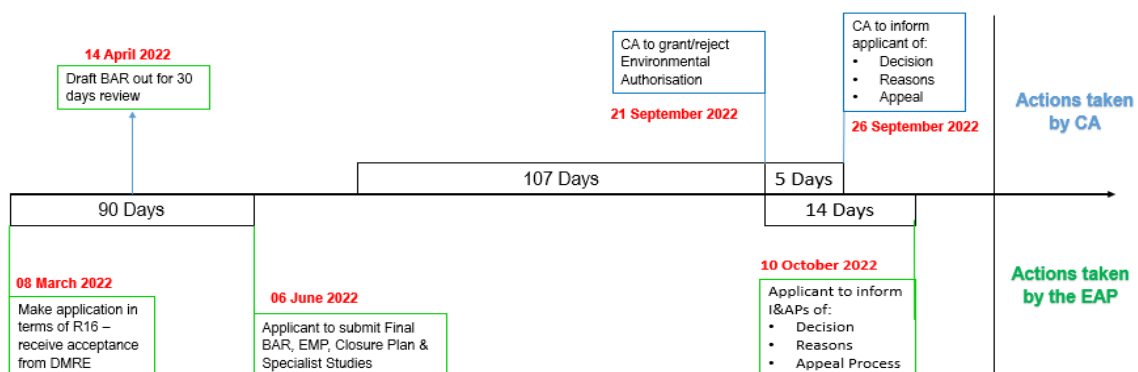 14 April 2022
Draft BAR out for 30
days review
CA to grant/reject
Environmental
Authorisation
21 September 2022
CA to inform
applicant of:
• Decision
• Reasons
• Appeal
26 September 2022
Actions taken
by CA
107 Days
5 Days
90 Days
14 Days
08 March 2022
Make application in
terms of R16 –
receive acceptance
from DMRE
06 June 2022
Applicant to submit Final
BAR, EMP, Closure Plan &
Specialist Studies
10 October 2022
Applicant to inform
I&APs of:
• Decision
• Reasons
• Appeal Process
Actions taken
by the EAP